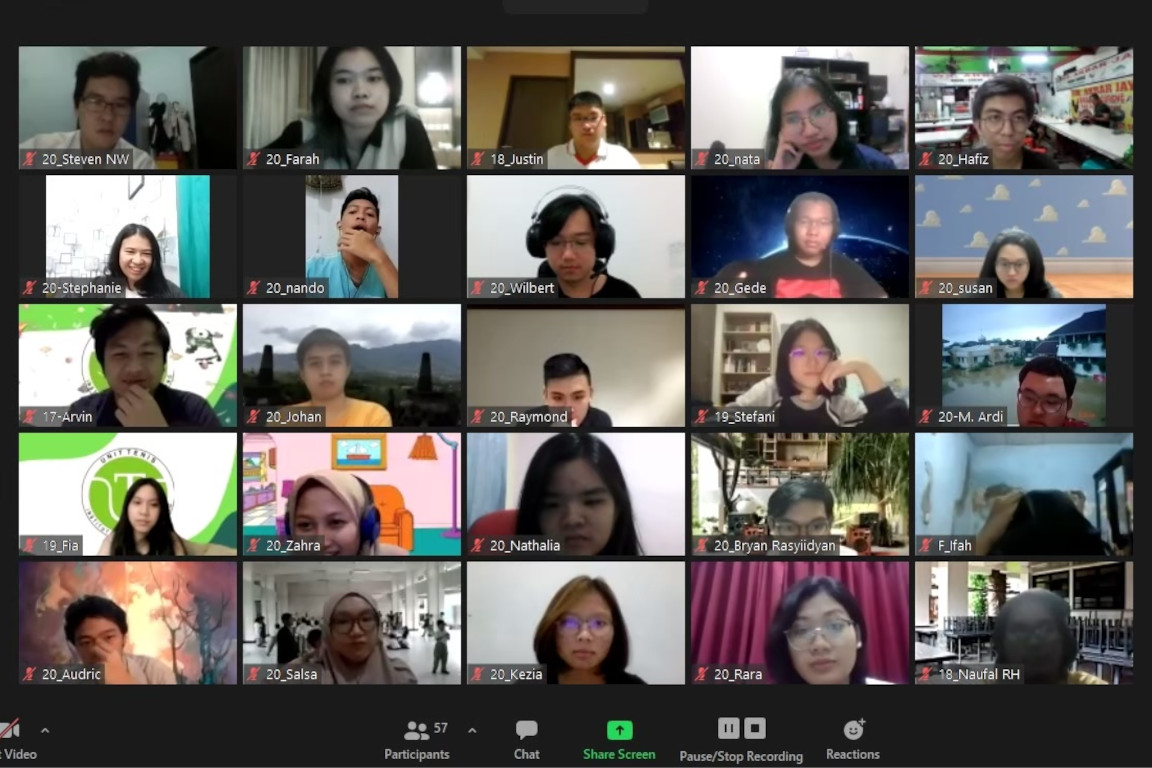 20_Steven NW
20_Farah
18_Justin
20_nata
20_Hafiz
20-Stephanie
20_nando
20_Wilbert
20_Gede
20_susan
17-Arvin
20_Johan
20_Raymond
19_Stefani
20-M. Ardi
UNIT TENIS
19_Fia
20_Zahra
20_Nathalia
20_Bryan Rasyiidyan
F_Ifah
20_Audric
20_Salsa
20_Kezia
20_Rara
18_Naufal RH
57
Video
Participants
Chat
Share Screen
Pause/Stop Recording
Reactions